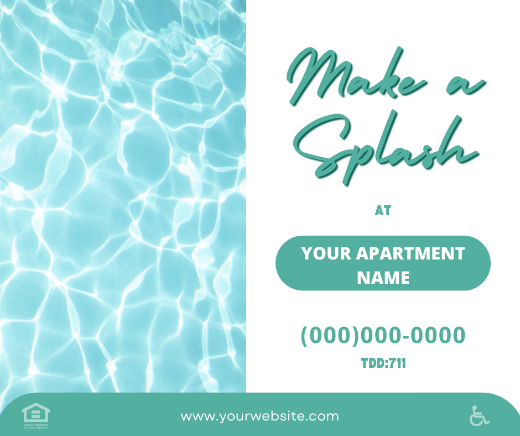 Make a
Splash
AT
YOUR APARTMENT
NAME
(000)000-0000
TDD:711
www.yourwebsite.com